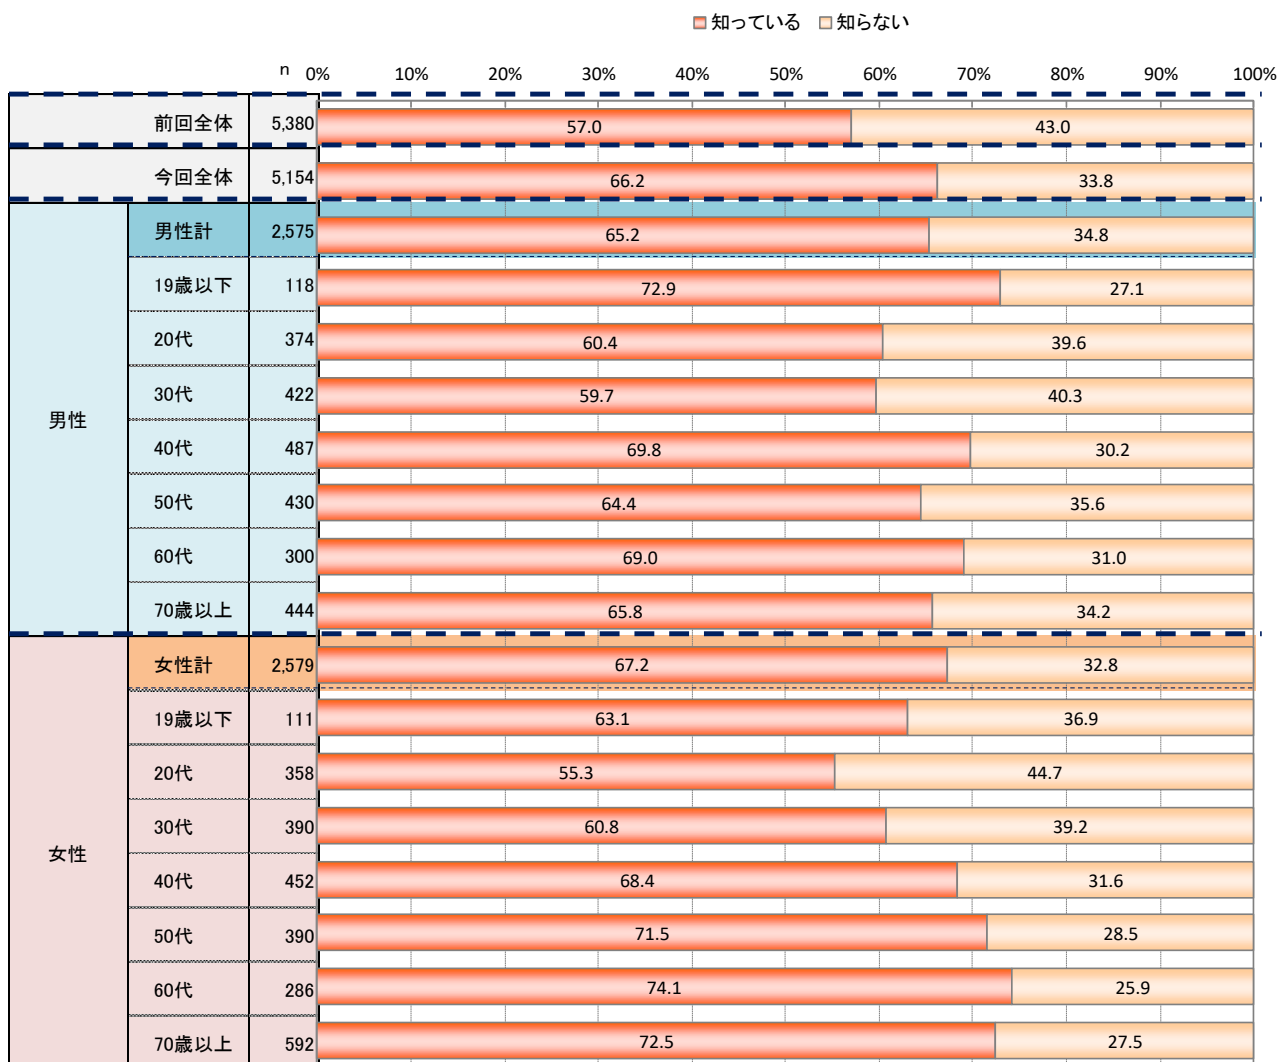 知っている 知らない
n 0% 10% 20% 30% 40% 50% 60% 70% 80% 90% 100%
前回全体 5,380 57.0 43.0
今回全体 5,154 66.2 33.8
男性計 2,575 65.2 34.8
19歳以下 118 72.9 27.1
20代 374 60.4 39.6
30代 422 59.7 40.3
男性
40代 487 69.8 30.2
50代 430 64.4 35.6
60代 300 69.0 31.0
70歳以上 444 65.8 34.2
女性計 2,579 67.2 32.8
19歳以下 111 63.1 36.9
20代 358 55.3 44.7
30代 390 60.8 39.2
女性
40代 452 68.4 31.6
50代 390 71.5 28.5
60代 286 74.1 25.9
70歳以上 592 72.5 27.5